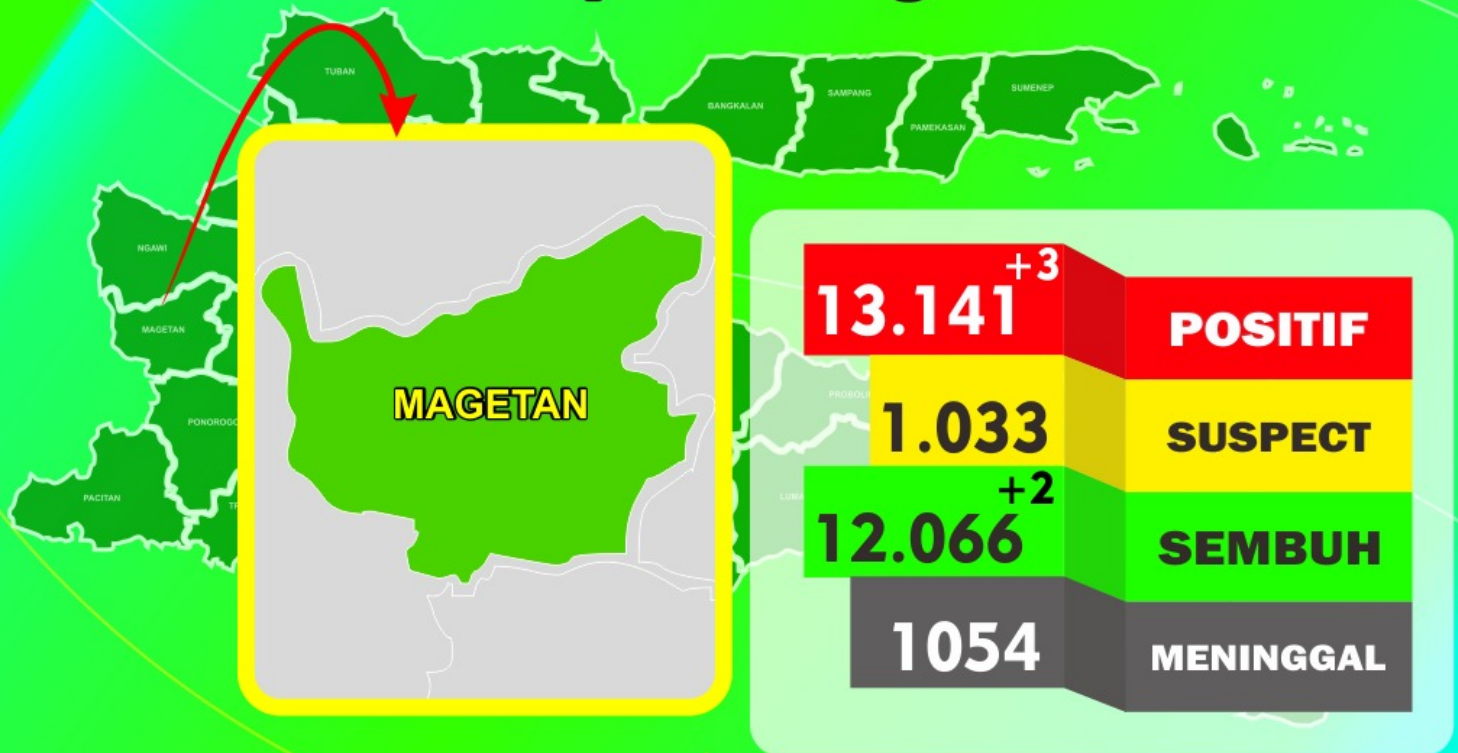 TUBAN
BANGKALAN
SAMPANG
PAMEKASAN
SUMENEP
NGAWI
MAGETAN
PONOROGO
PACITAN
MAGETAN
+3
13.141
POSITIF
1.033
SUSPECT
+2
12.066
SEMBUH
1054
MENINGGAL